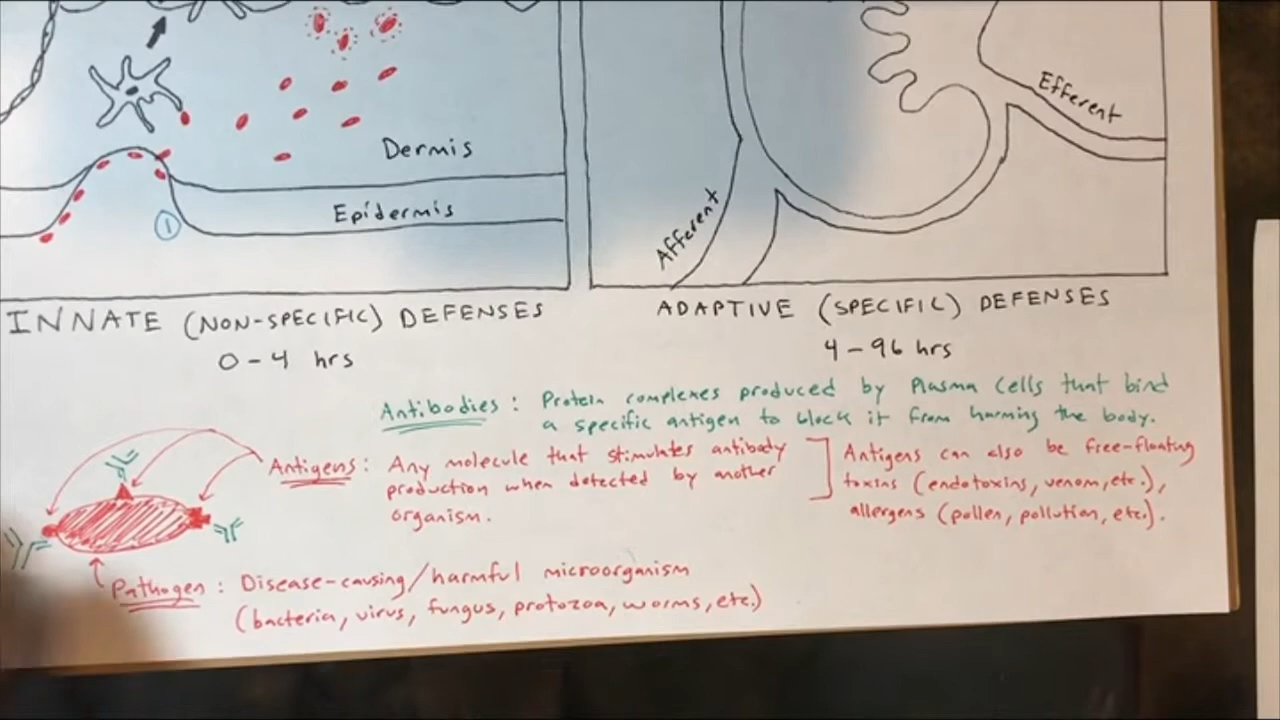 Efferent
Dermis
Afferent
Epidermis
1
INNATE (NON-SPECIFIC) DEFENSES
0-4 hrs
ADAPTIVE (SPECIFIC) DEFENSES
4-96 hrs
Antibodies: Protein complexes produced by Plasma Cells that bind
a specific antigen to block it from harming the body.
Antigens: Any molecule that stimulates antibody
production when detected by another
organism.
Antigens can also be free-floating
toxins (endotoxins, venom, etc.),
allergens (pollen, pollution, etc).
Pathogen: Disease-causing/harmful microorganism
(bacteria, virus, fungus, protozoa, worms, etc.)